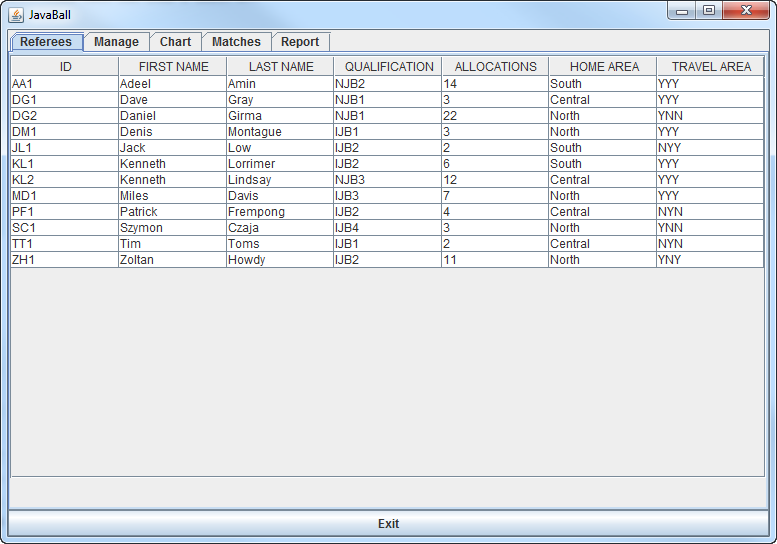 JavaBall
Referees Manage Chart Matches Report
ID FIRST NAME LAST NAME QUALIFICATION ALLOCATIONS HOME AREA TRAVEL AREA
AA1 Adeel Amin NJB2 14 South YYY
DG1 Dave Gray NJB1 3 Central YYY
DG2 Daniel Girma NJB1 22 North YNN
DM1 Denis Montague IJB1 3 North YYY
JL1 Jack Low IJB2 2 South NYY
KL1 Kenneth Lorrimer IJB2 6 South YYY
KL2 Kenneth Lindsay NJB3 12 Central YYY
MD1 Miles Davis IJB3 7 North YYY
PF1 Patrick Frempong IJB2 4 Central NYN
SC1 Szymon Czaja IJB4 3 North YNN
TT1 Tim Toms IJB1 2 Central NYN
ZH1 Zoltan Howdy IJB2 11 North YNY
Exit